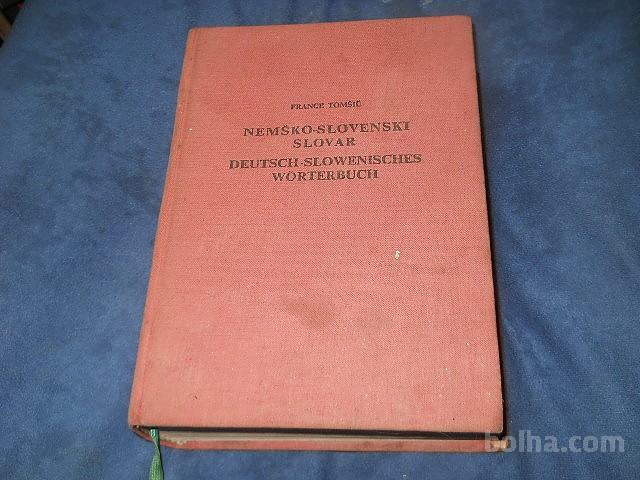 FRANCE TOMŠIČ
NEMŠKO-SLOVENSKI
SLOVAR
DEUTSCH-SLOWENISCHES
WÖRTERBUCH
bolha.com